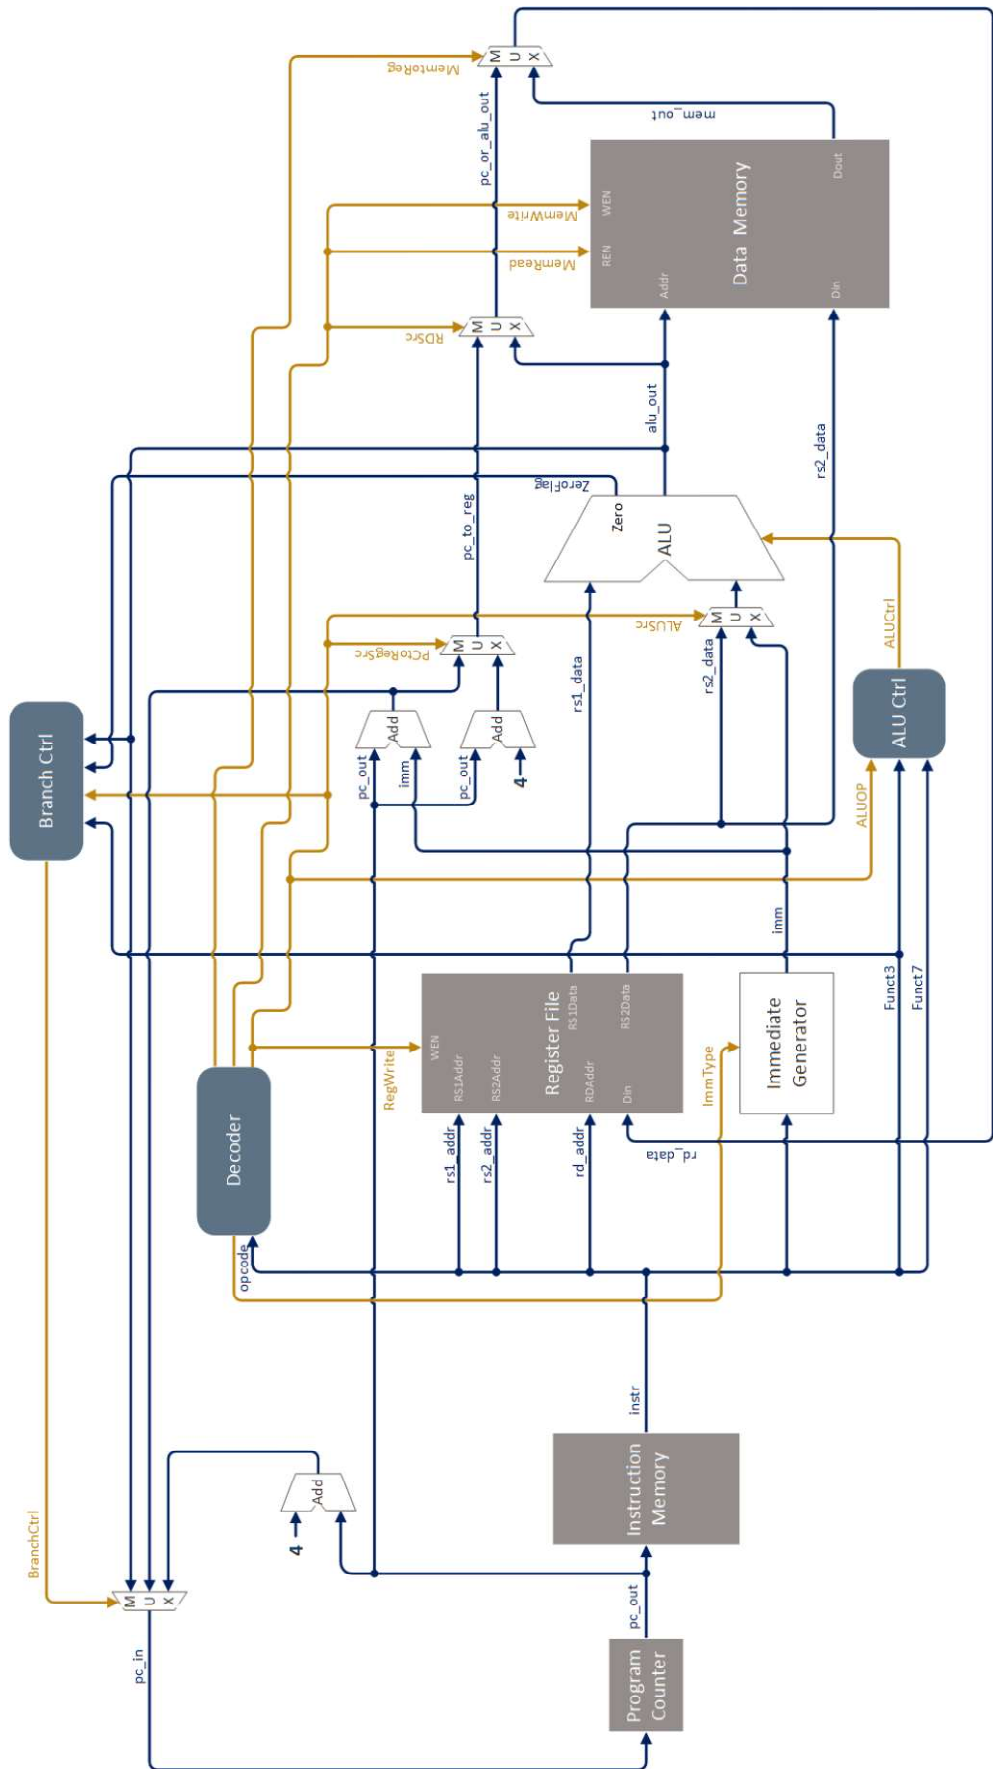 BranchCtrl
pc_in
M
U
X
4
Add
Program
Counter
pc_out
Instruction
Memory
instr
opcode
Decoder
RegWrite
rs1_addr
rs2_addr
rd_addr
rd_data
WEN
RS1Addr
RS2Addr
RDAddr
Din
Register File
RS1Data
RS2Data
ImmType
Immediate
Generator
imm
Funct3
Funct7
Branch Ctrl
pc_out
imm
Add
pc_out
4
Add
PCtoRegSrc
M
U
X
pc_to_reg
rs1_data
rs2_data
ALUSrc
M
U
X
ALUOP
ALU Ctrl
ALUCtrl
Zero
ALU
ZeroFlag
alu_out
rs2_data
RDSrc
M
U
X
pc_or_alu_out
MemRead
MemWrite
REN
WEN
Addr
Data Memory
Din
Dout
mem_out
MemtoReg
M
U
X